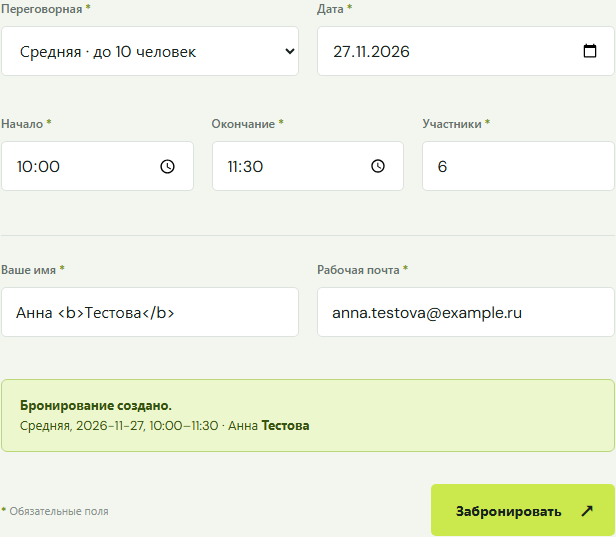 Переговорная *
Дата *
Средняя · до 10 человек
27.11.2026
Начало *
Окончание *
Участники *
10:00
11:30
6
Ваше имя *
Рабочая почта *
Анна <b>Тестова</b>
anna.testova@example.ru
Бронирование создано.
Средняя, 2026-11-27, 10:00–11:30 · Анна Тестова
* Обязательные поля
Забронировать ↗